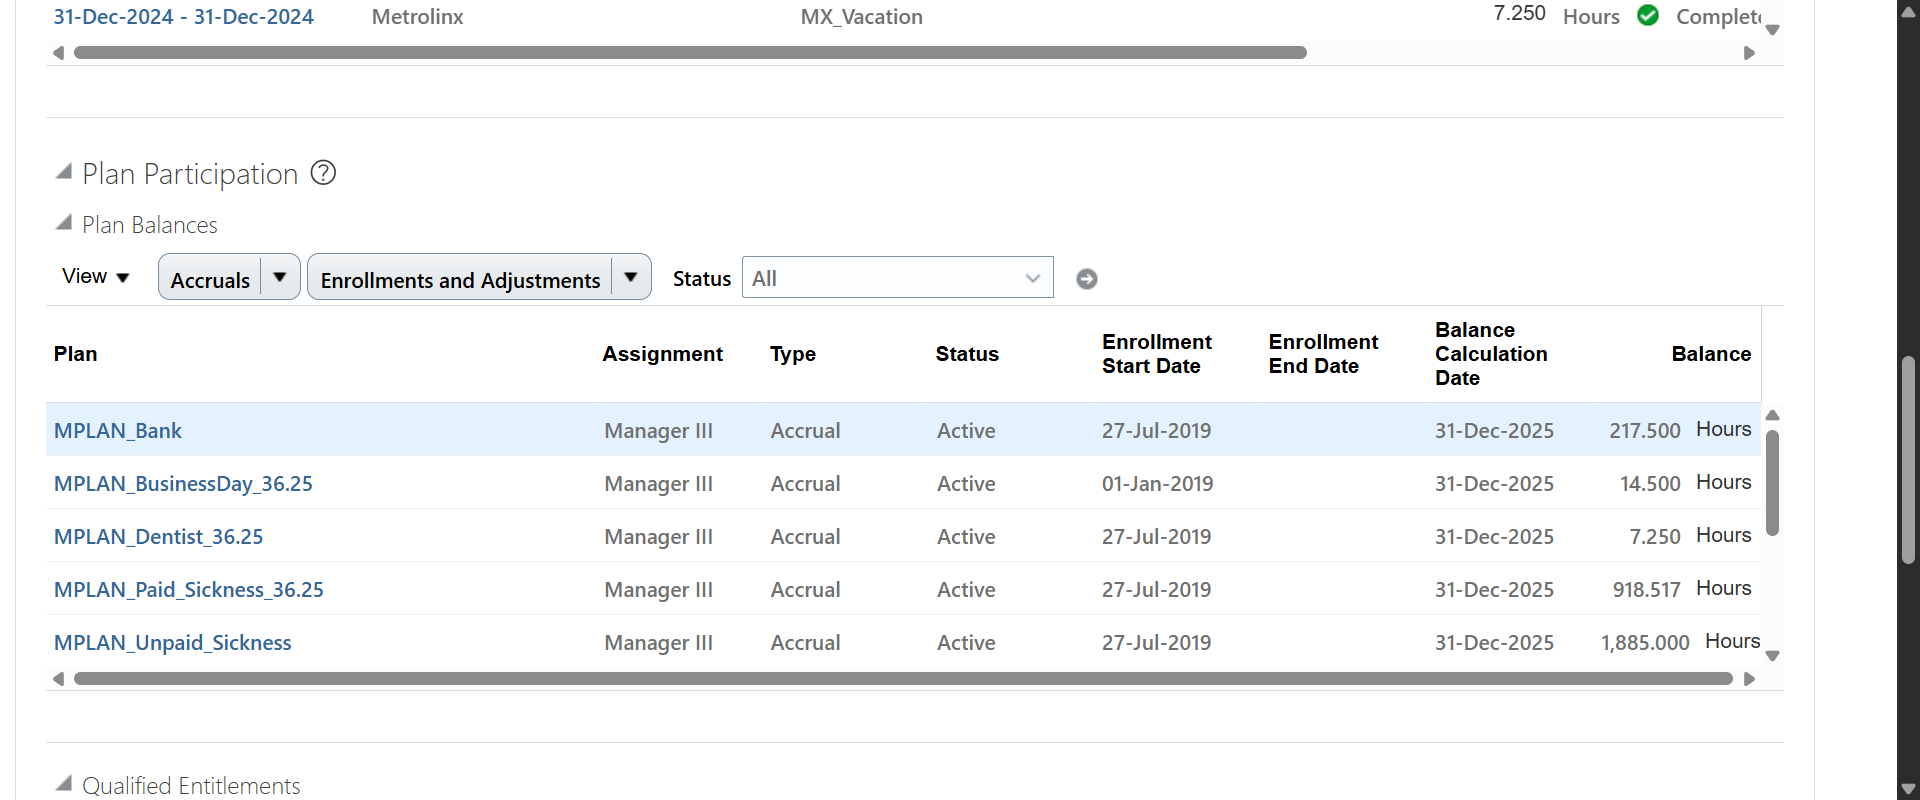 31-Dec-2024 - 31-Dec-2024 Metrolinx MX_Vacation 7.250 Hours Complete
Plan Participation
Plan Balances
View Accruals Enrollments and Adjustments Status All
Plan Assignment Type Status Enrollment Start Date Enrollment End Date Balance Calculation Date Balance
MPLAN_Bank Manager III Accrual Active 27-Jul-2019 31-Dec-2025 217.500 Hours
MPLAN_BusinessDay_36.25 Manager III Accrual Active 01-Jan-2019 31-Dec-2025 14.500 Hours
MPLAN_Dentist_36.25 Manager III Accrual Active 27-Jul-2019 31-Dec-2025 7.250 Hours
MPLAN_Paid_Sickness_36.25 Manager III Accrual Active 27-Jul-2019 31-Dec-2025 918.517 Hours
MPLAN_Unpaid_Sickness Manager III Accrual Active 27-Jul-2019 31-Dec-2025 1,885.000 Hours
Qualified Entitlements